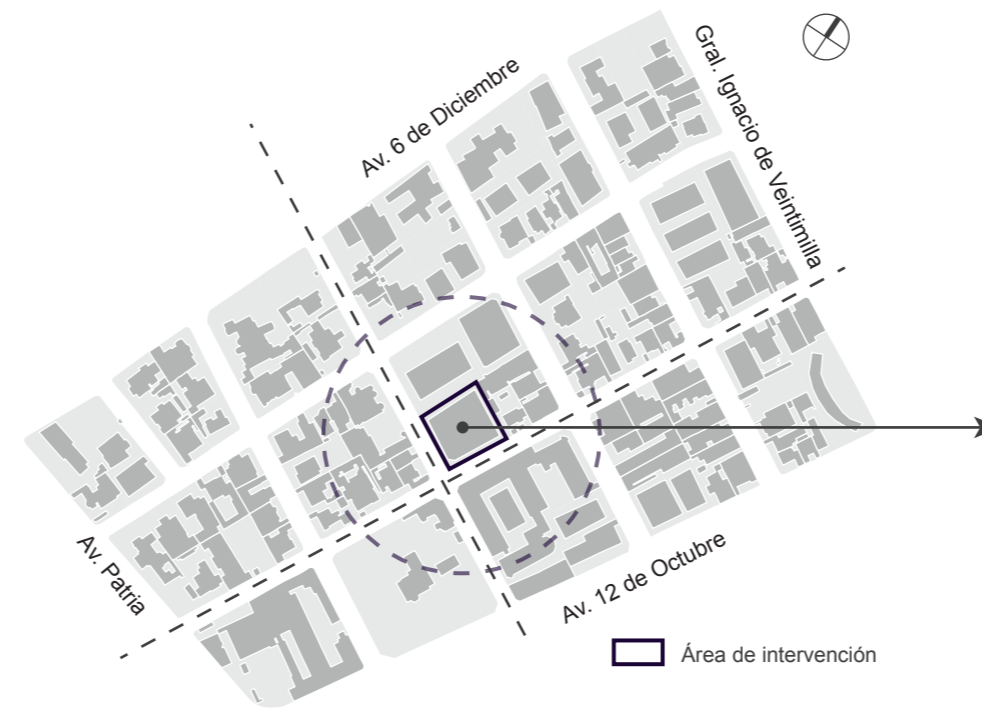 Av. 6 de Diciembre
Gral. Ignacio de Veintimilla
Av. Patria
Av. 12 de Octubre
Área de intervención